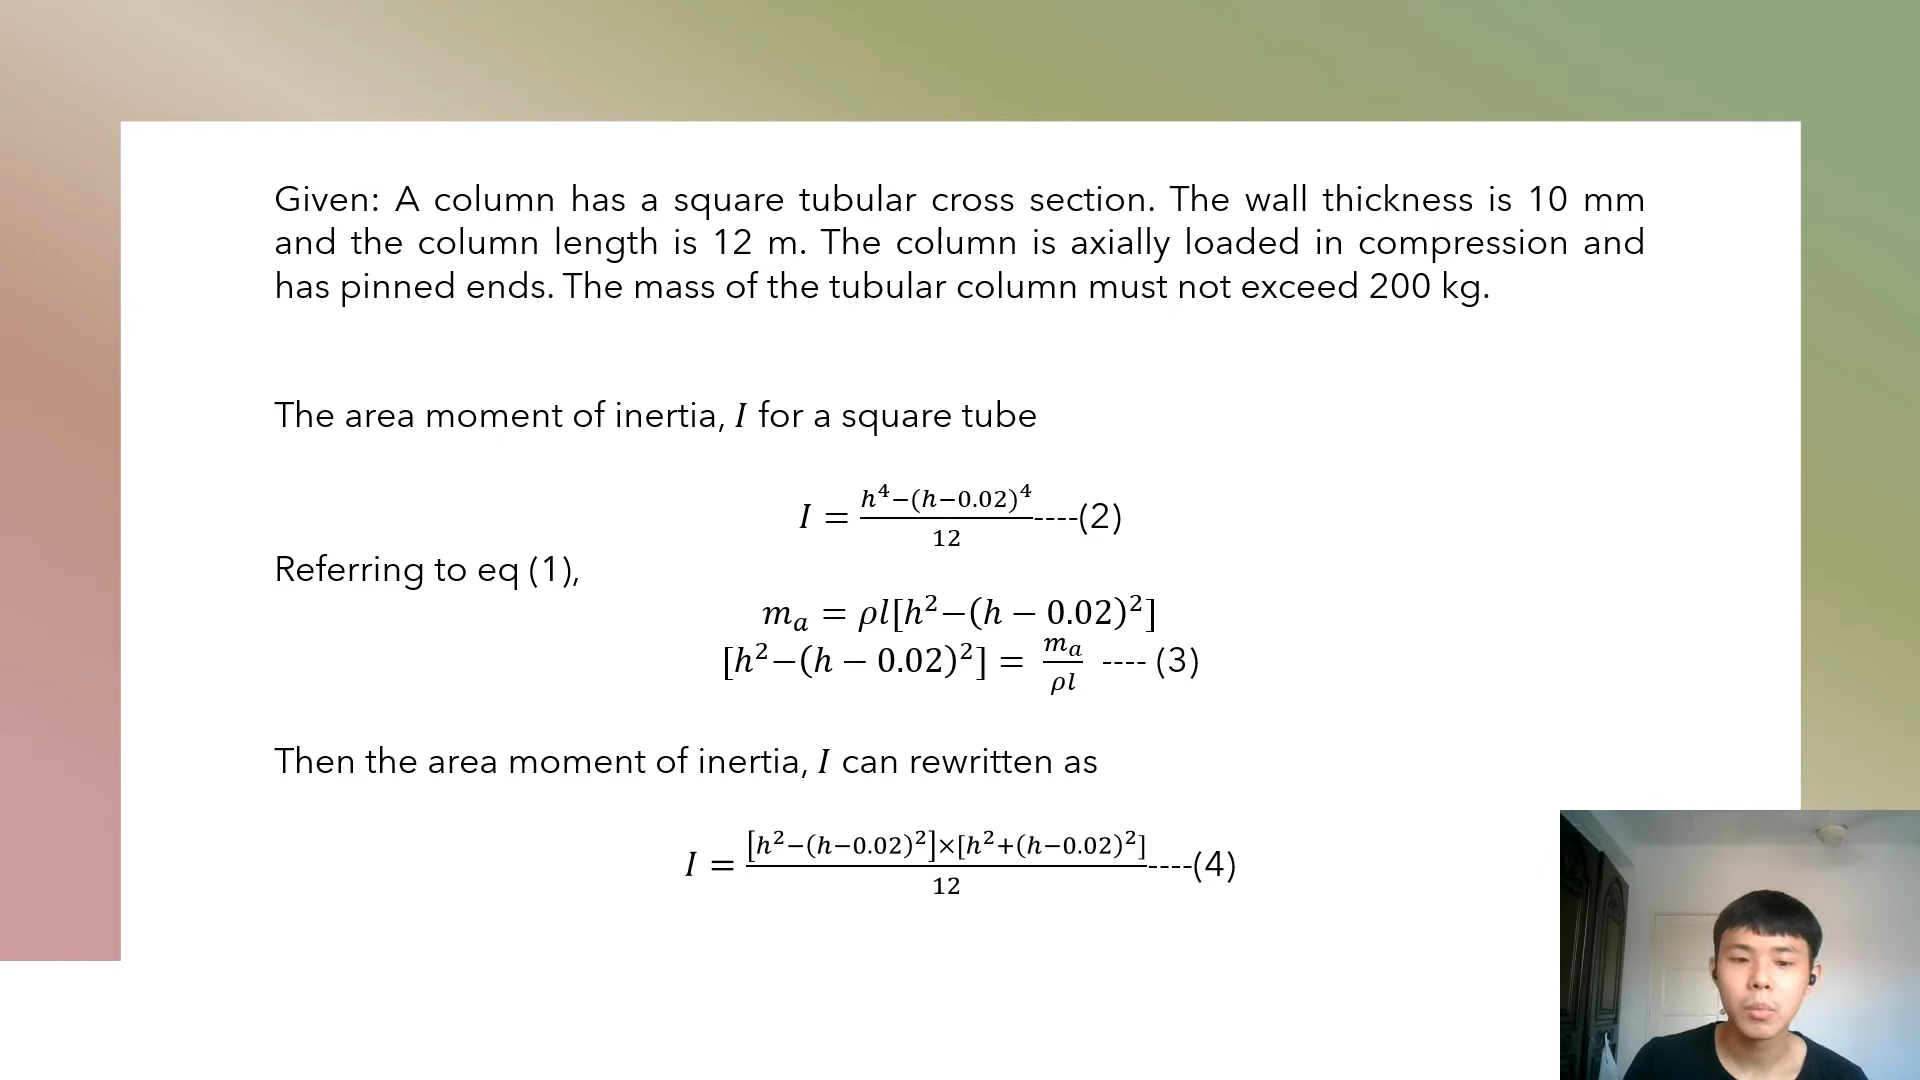 Given: A column has a square tubular cross section. The wall thickness is 10 mm
and the column length is 12 m. The column is axially loaded in compression and
has pinned ends. The mass of the tubular column must not exceed 200 kg.
The area moment of inertia, 𝐼 for a square tube
𝐼 = (ℎ⁴−(ℎ−0.02)⁴)/12----(2)
Referring to eq (1),
𝑚ₐ = 𝜌𝑙[ℎ²−(ℎ − 0.02)²]
[ℎ²−(ℎ − 0.02)²] = 𝑚ₐ/𝜌𝑙 ---- (3)
Then the area moment of inertia, 𝐼 can rewritten as
𝐼 = ([ℎ²−(ℎ−0.02)²]×[ℎ²+(ℎ−0.02)²])/12----(4)